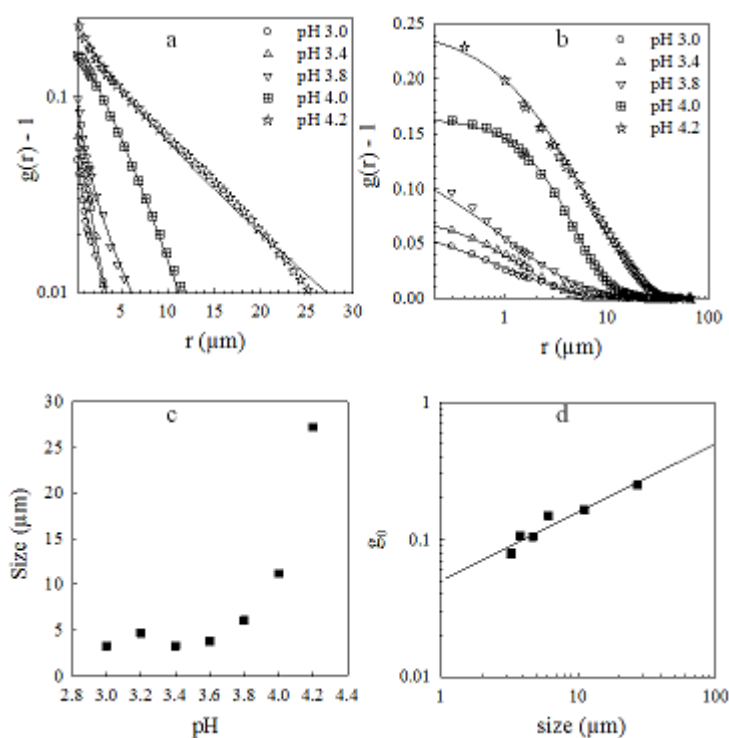 a
pH 3.0
pH 3.4
pH 3.8
pH 4.0
pH 4.2
0.1
0.01
g(r) - 1
5 10 15 20 25 30
r (µm)
b
pH 3.0
pH 3.4
pH 3.8
pH 4.0
pH 4.2
0.25
0.20
0.15
0.10
0.05
0.00
g(r) - 1
1 10 100
r (µm)
c
30
25
20
15
10
5
0
Size (µm)
2.8 3.0 3.2 3.4 3.6 3.8 4.0 4.2 4.4
pH
d
1
0.1
0.01
g0
1 10 100
size (µm)